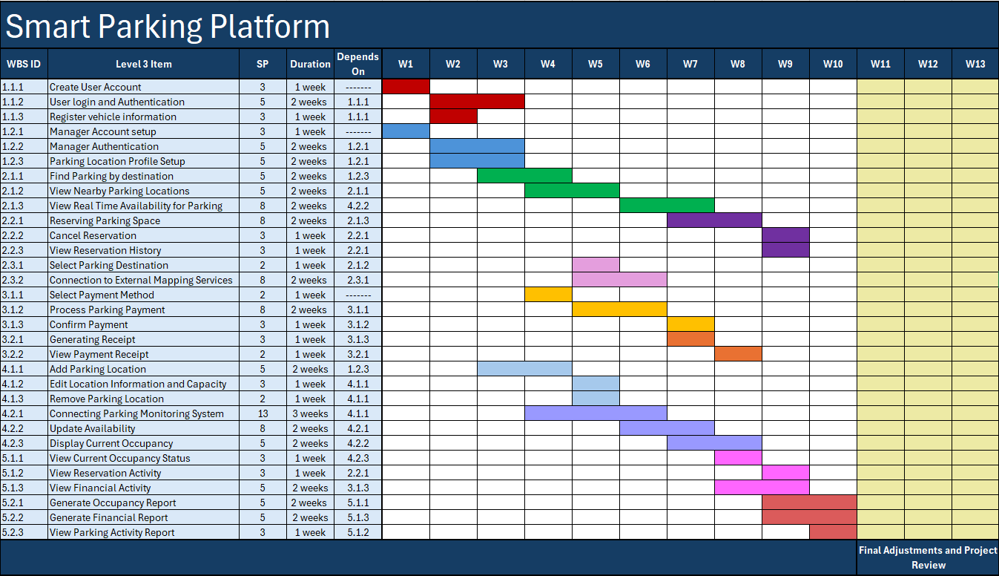 Smart Parking Platform
WBS ID Level 3 Item SP Duration Depends On W1 W2 W3 W4 W5 W6 W7 W8 W9 W10 W11 W12 W13
1.1.1 Create User Account 3 1 week -------
1.1.2 User login and Authentication 5 2 weeks 1.1.1
1.1.3 Register vehicle information 3 1 week 1.1.1
1.2.1 Manager Account setup 3 1 week -------
1.2.2 Manager Authentication 5 2 weeks 1.2.1
1.2.3 Parking Location Profile Setup 5 2 weeks 1.2.1
2.1.1 Find Parking by destination 5 2 weeks 1.2.3
2.1.2 View Nearby Parking Locations 5 2 weeks 2.1.1
2.1.3 View Real Time Availability for Parking 8 2 weeks 4.2.2
2.2.1 Reserving Parking Space 8 2 weeks 2.1.3
2.2.2 Cancel Reservation 3 1 week 2.2.1
2.2.3 View Reservation History 3 1 week 2.2.1
2.3.1 Select Parking Destination 2 1 week 2.1.2
2.3.2 Connection to External Mapping Services 8 2 weeks 2.3.1
3.1.1 Select Payment Method 2 1 week -------
3.1.2 Process Parking Payment 8 2 weeks 3.1.1
3.1.3 Confirm Payment 3 1 week 3.1.2
3.2.1 Generating Receipt 3 1 week 3.1.3
3.2.2 View Payment Receipt 2 1 week 3.2.1
4.1.1 Add Parking Location 5 2 weeks 1.2.3
4.1.2 Edit Location Information and Capacity 3 1 week 4.1.1
4.1.3 Remove Parking Location 2 1 week 4.1.1
4.2.1 Connecting Parking Monitoring System 13 3 weeks 4.1.1
4.2.2 Update Availability 8 2 weeks 4.2.1
4.2.3 Display Current Occupancy 5 2 weeks 4.2.2
5.1.1 View Current Occupancy Status 3 1 week 4.2.3
5.1.2 View Reservation Activity 3 1 week 2.2.1
5.1.3 View Financial Activity 5 2 weeks 3.1.3
5.2.1 Generate Occupancy Report 5 2 weeks 5.1.1
5.2.2 Generate Financial Report 5 2 weeks 5.1.3
5.2.3 View Parking Activity Report 3 1 week 5.1.2
Final Adjustments and Project
Review